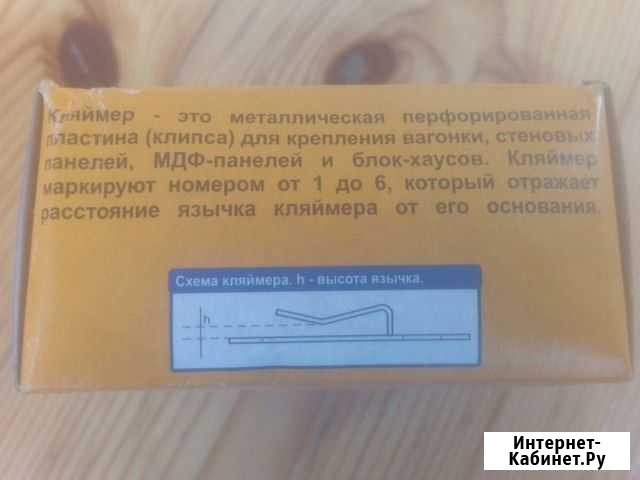 Кляймер - это металлическая перфорированная
пластина (клипса) для крепления вагонки, стеновых
панелей, МДФ-панелей и блок-хаусов. Кляймер
маркируют номером от 1 до 6, который отражает
расстояние язычка кляймера от его основания.
Схема кляймера. h - высота язычка.
h
Интернет-
Кабинет.Ру